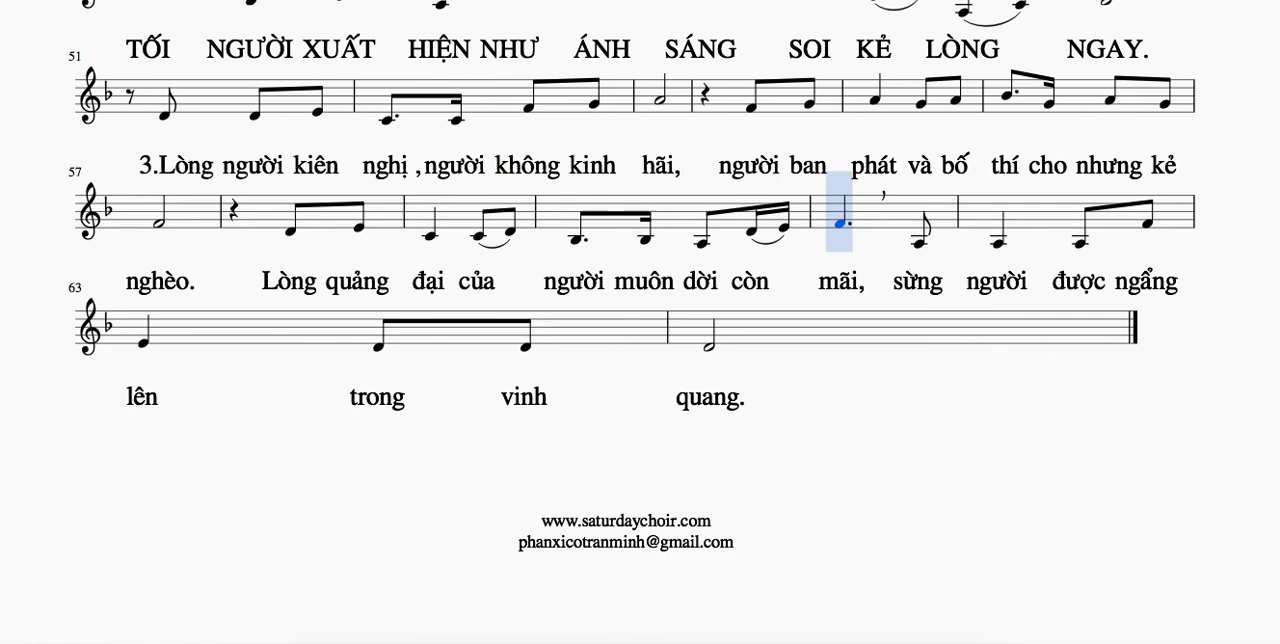 TỐI NGƯỜI XUẤT HIỆN NHƯ ÁNH SÁNG SOI KẺ LÒNG NGAY.
51
3.Lòng người kiên nghị , người không kinh hãi, người ban phát và bố thí cho nhưng kẻ
57
nghèo. Lòng quảng đại của người muôn dời còn mãi, sừng người được ngẩng
63
lên trong vinh quang.
www.saturdaychoir.com
phanxicotranminh@gmail.com